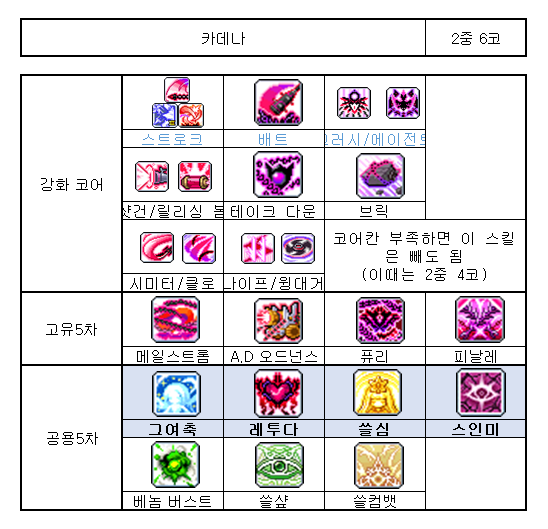 카데나 2중 6코
강화 코어
스트로크 배트 러시/에이전트
샷건/릴리싱 봄 테이크 다운 브릭
시미터/클로 나이프/윙대거
코어칸 부족하면 이 스킬
은 빼도 됨
(이때는 2중 4코)
고유5차
메일스트롬 A.D 오드넌스 퓨리 피날레
공용5차
그여축 레투다 쓸심 스인미
베놈 버스트 쓸샾 쓸컴뱃